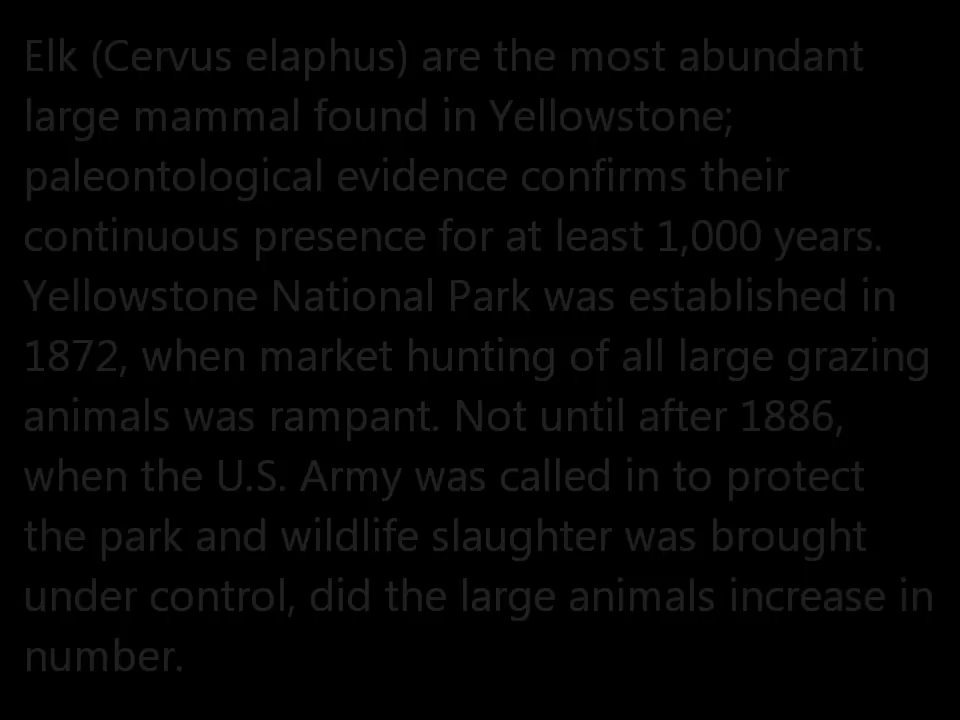 Elk (Cervus elaphus) are the most abundant
large mammal found in Yellowstone;
paleontological evidence confirms their
continuous presence for at least 1,000 years.
Yellowstone National Park was established in
1872, when market hunting of all large grazing
animals was rampant. Not until after 1886,
when the U.S. Army was called in to protect
the park and wildlife slaughter was brought
under control, did the large animals increase in
number.